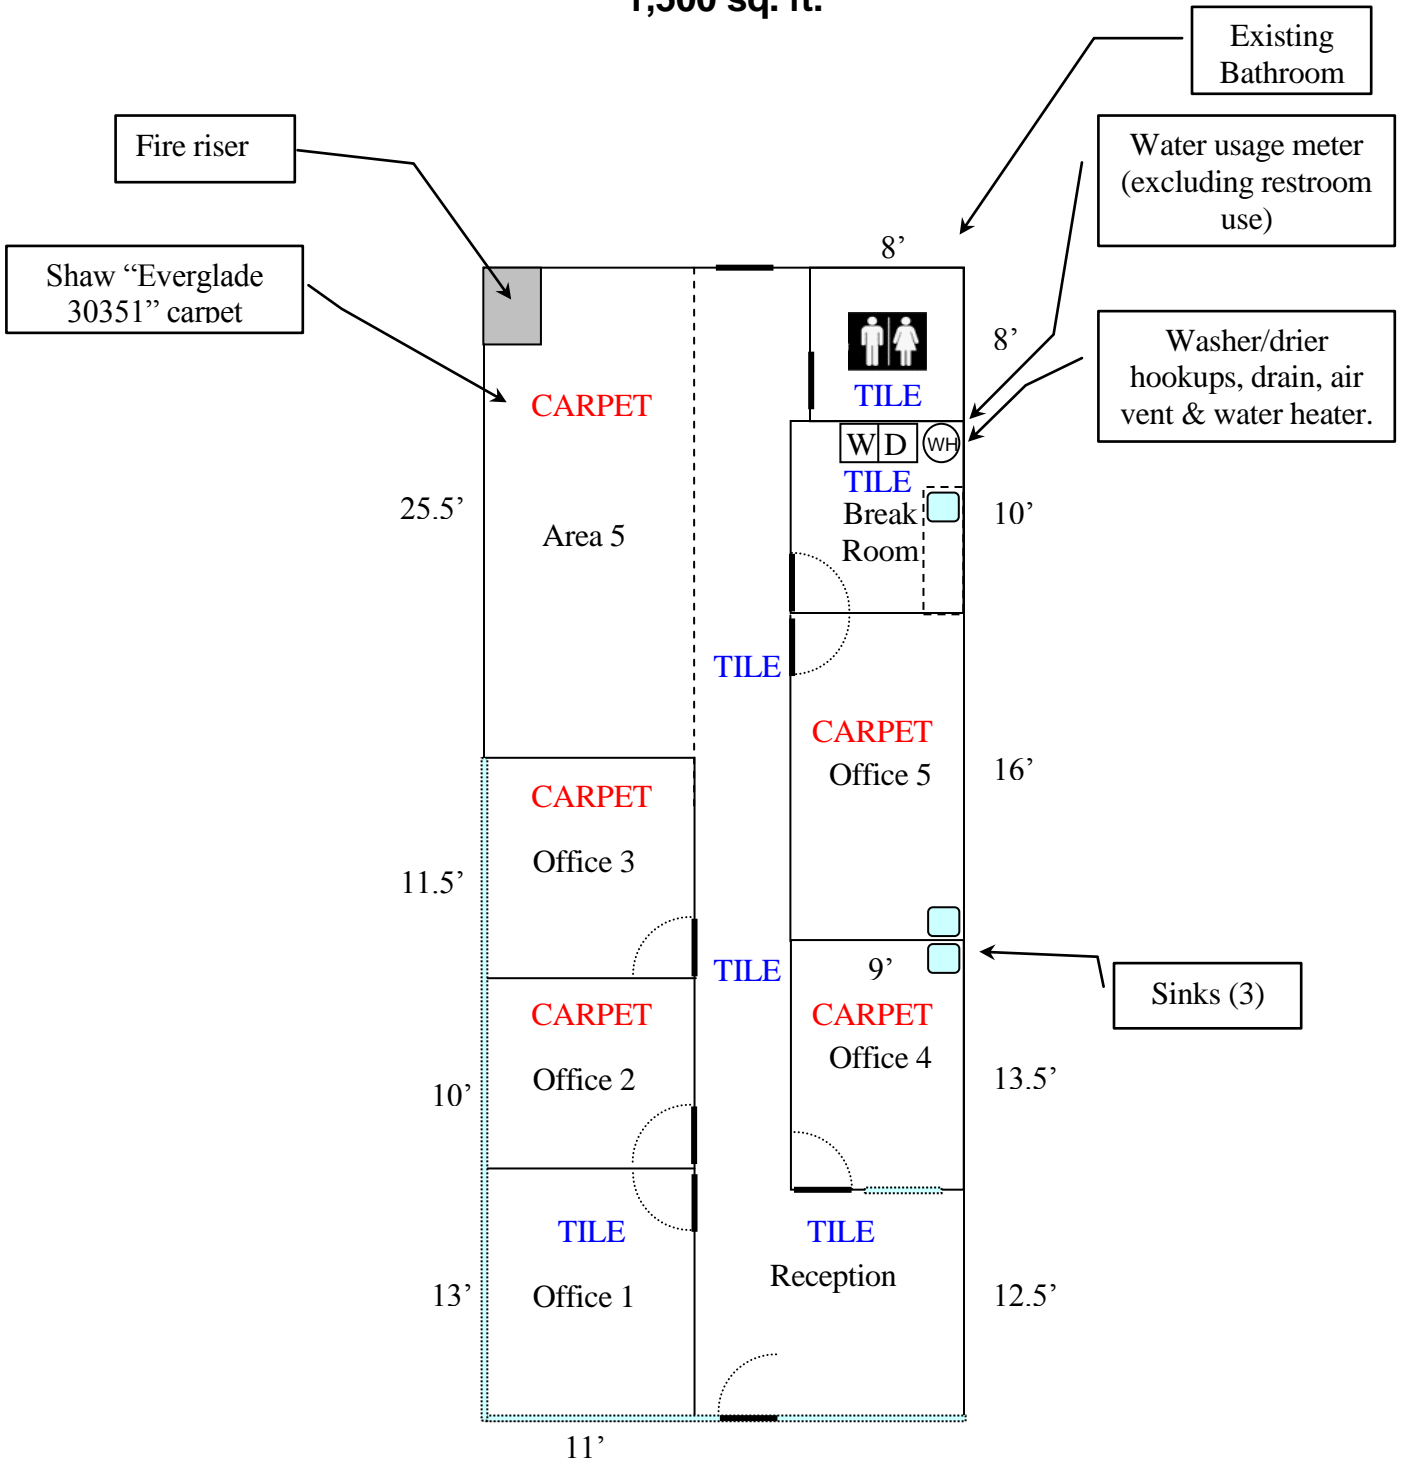 1,500 sq. ft.
Existing
Bathroom
Fire riser
Water usage meter
(excluding restroom
use)
8’
Shaw “Everglade
30351” carpet
8’
Washer/drier
hookups, drain, air
vent & water heater.
CARPET
TILE
W D
WH
TILE
25.5’
Break
10’
Area 5
Room
TILE
CARPET
Office 5
16’
CARPET
Office 3
11.5’
TILE
9’
Sinks (3)
CARPET
CARPET
Office 4
Office 2
13.5’
10’
TILE
TILE
Reception
13’
Office 1
12.5’
11’